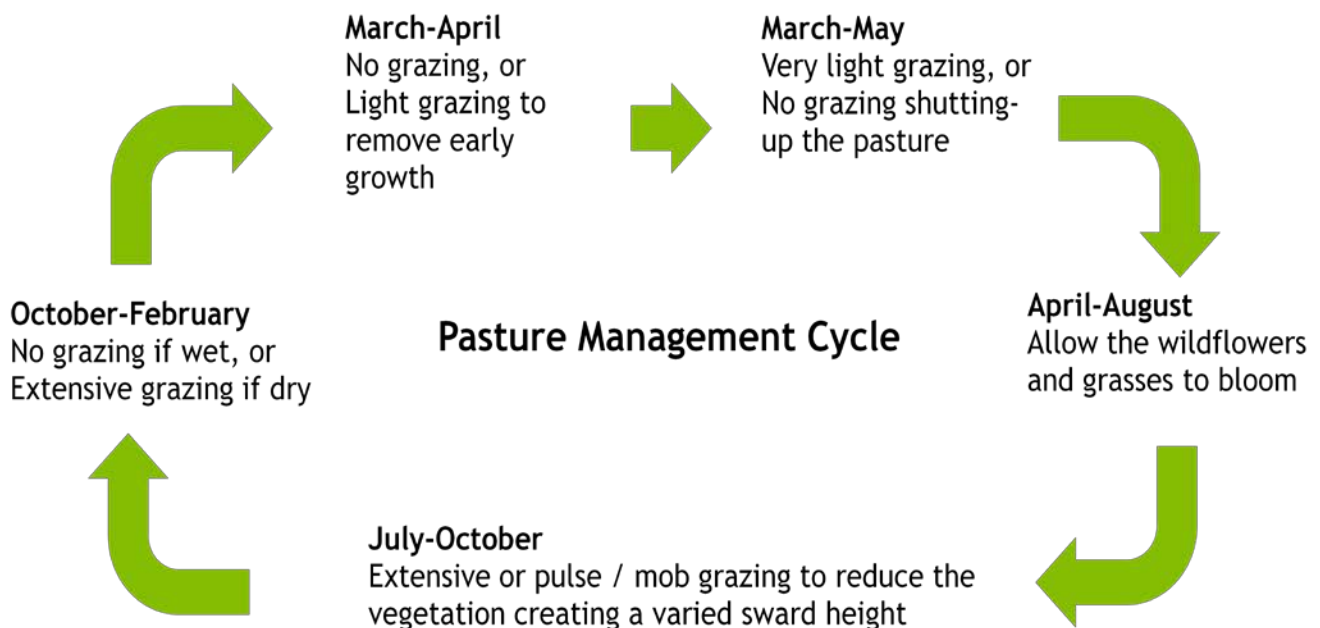 March-April
No grazing, or
Light grazing to
remove early
growth
March-May
Very light grazing, or
No grazing shutting-
up the pasture
October-February
No grazing if wet, or
Extensive grazing if dry
Pasture Management Cycle
April-August
Allow the wildflowers
and grasses to bloom
July-October
Extensive or pulse / mob grazing to reduce the
vegetation creating a varied sward height